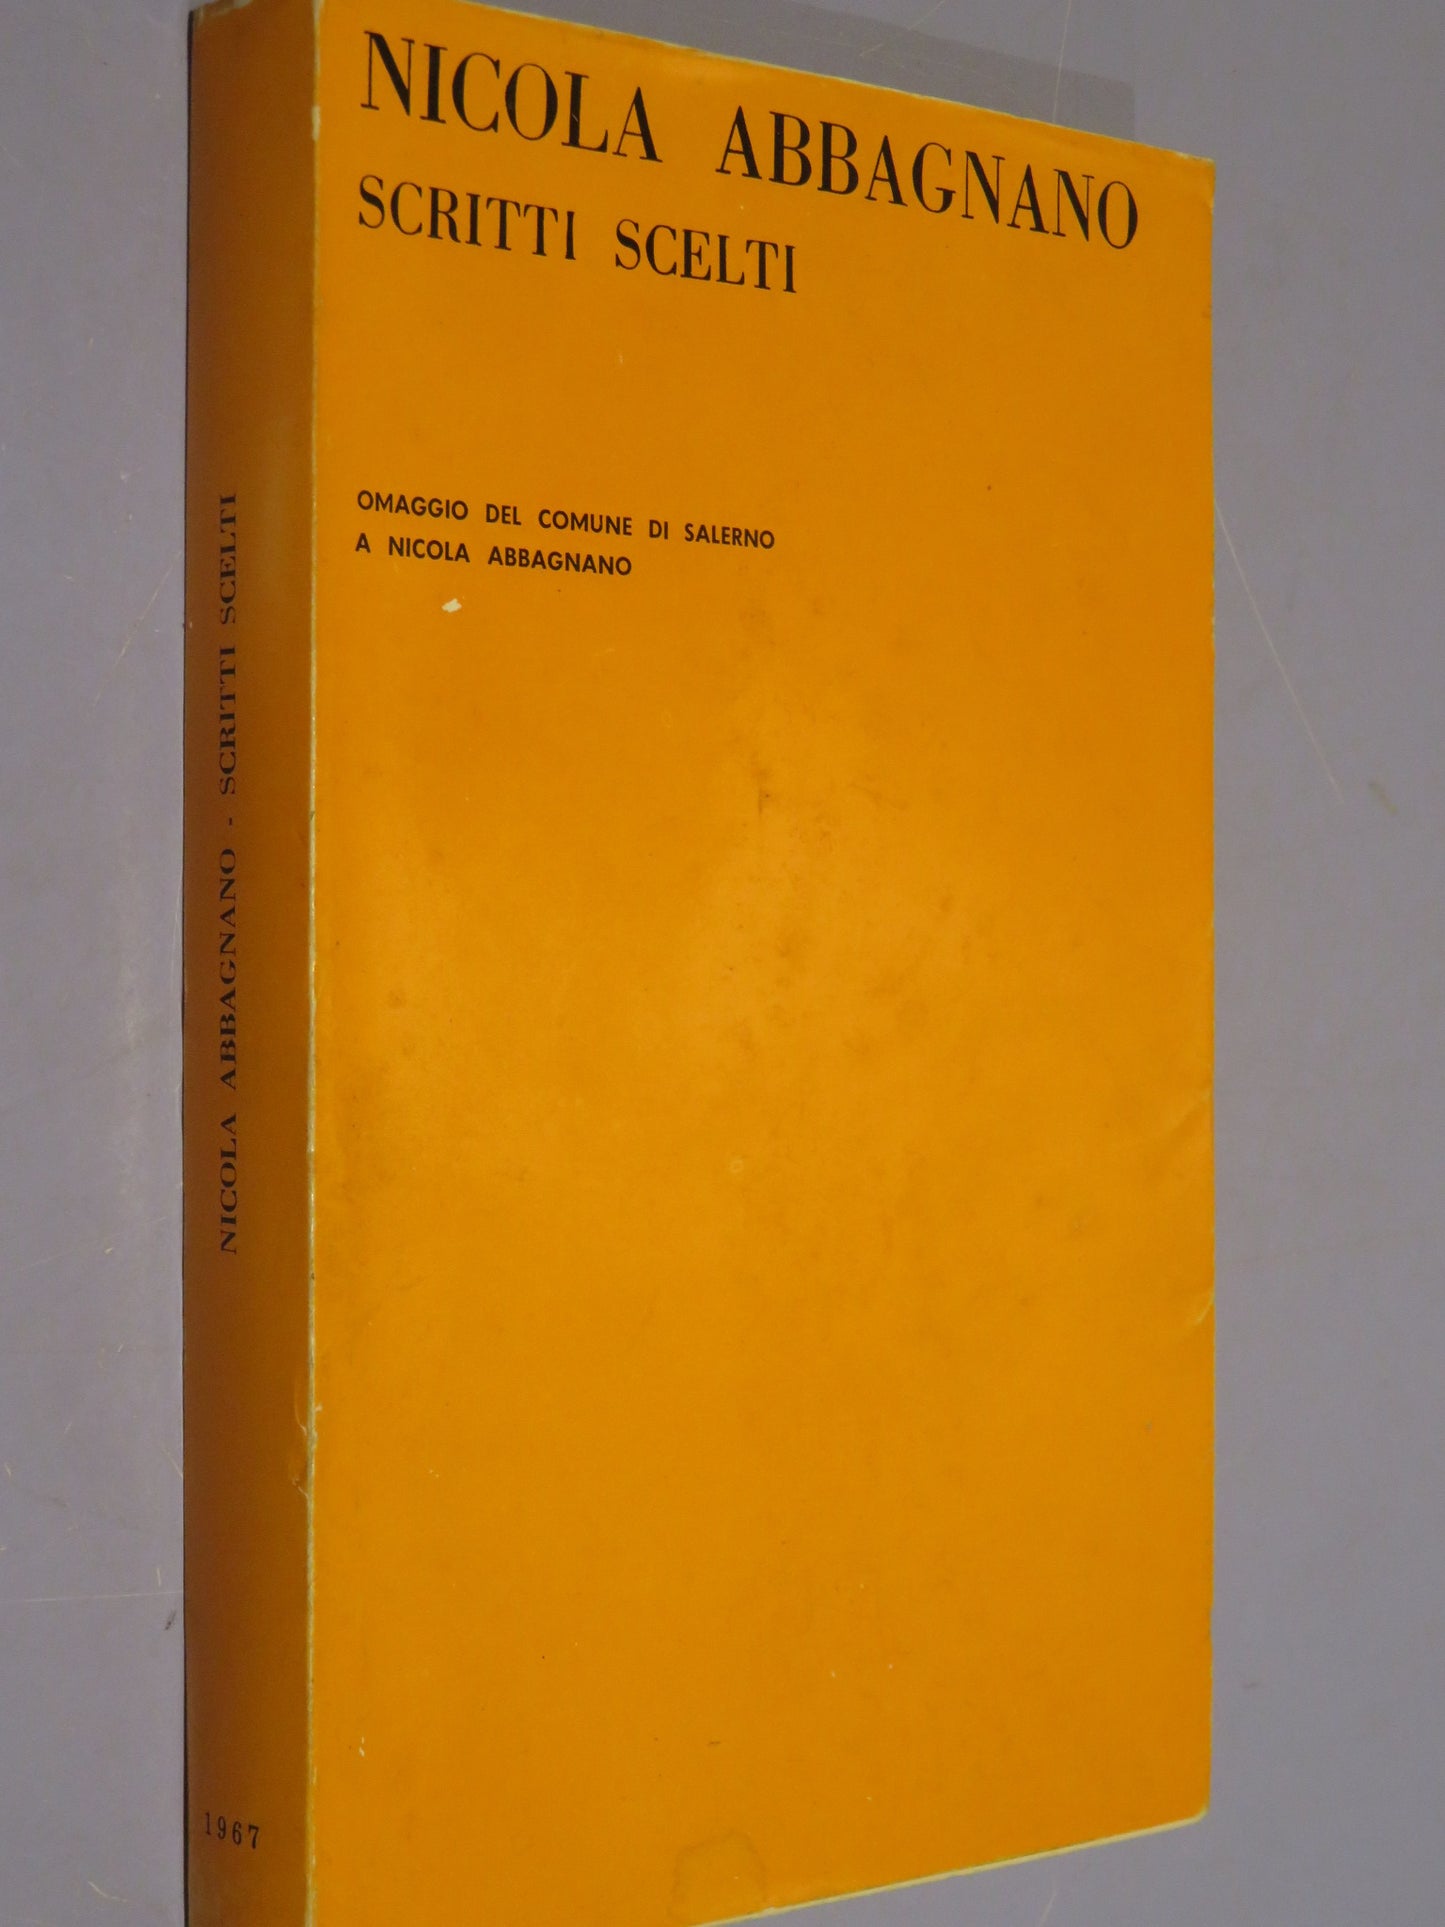 NICOLA ABBAGNANO
SCRITTI SCELTI
OMAGGIO DEL COMUNE DI SALERNO
A NICOLA ABBAGNANO
NICOLA ABBAGNANO - SCRITTI SCELTI
1967